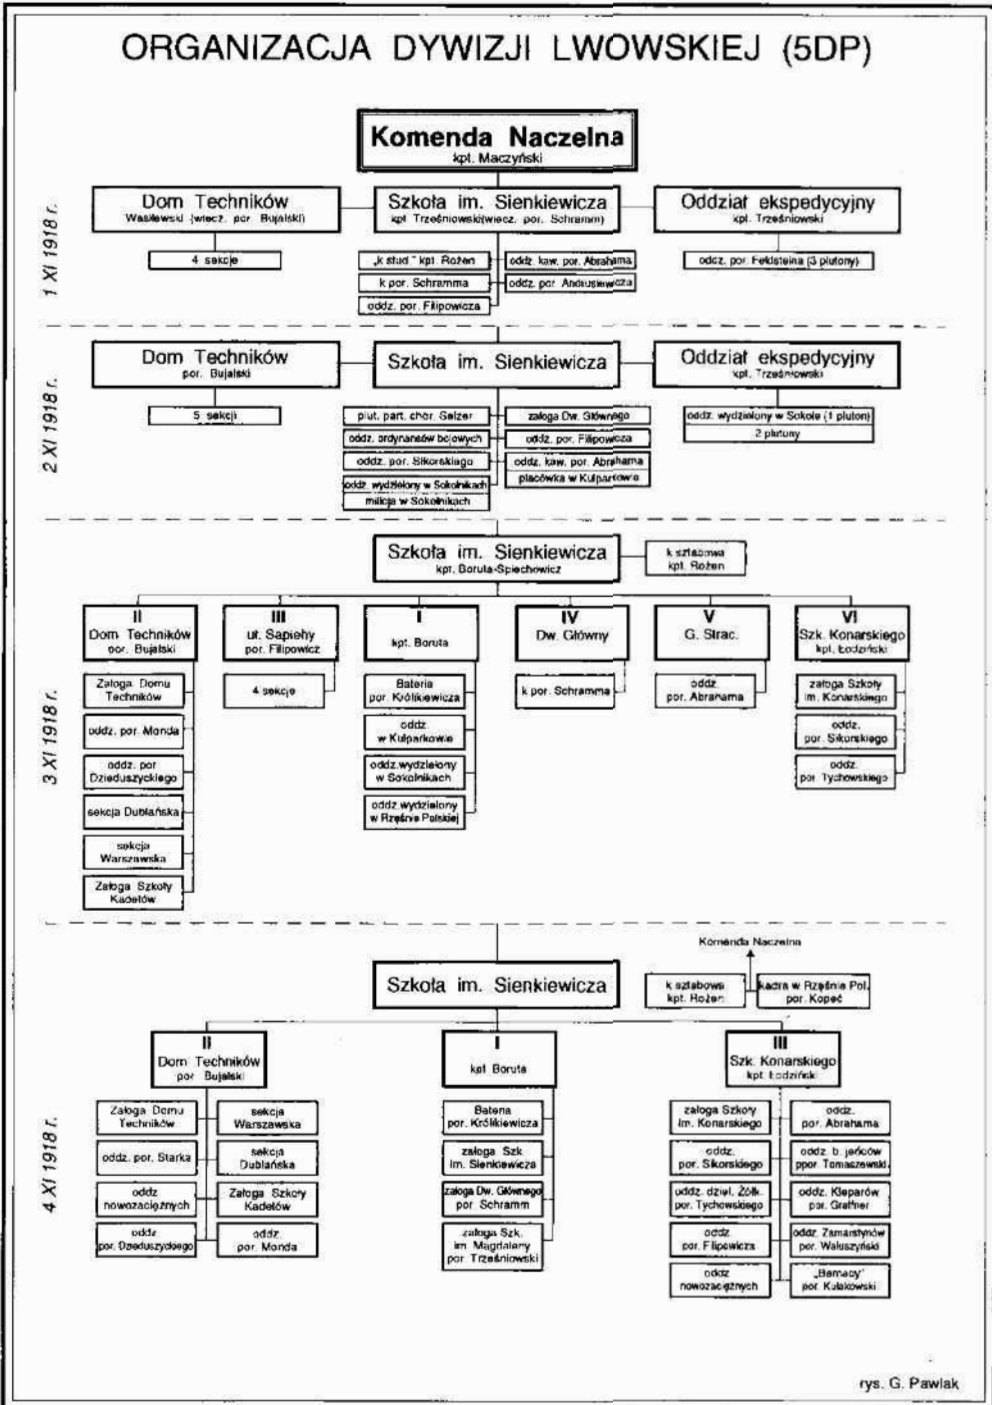 ORGANIZACJA DYWIZJI LWOWSKIEJ (5DP)
Komenda Naczelna
kpt. Maczyński
1 XI 1918 r.
Dom Techników
Wasilewski (wiecz. por. Bujalski)
4 sekcje
Szkoła im. Sienkiewicza
kpt Trześniowski(wiecz. por. Schramm)
„k stud." kpt. Rożen
k por. Schramma
oddz. por. Filipowicza
oddz. kaw. por. Abrahama
oddz. por. Andrusiewicza
Oddział ekspedycyjny
kpt. Trześniowski
oddz. por. Feldsteina (3 plutony)
2 XI 1918 r.
Dom Techników
por. Bujalski
5 sekcji
Szkoła im. Sienkiewicza
plut. part. chor. Selzer
oddz. ordynansów bojowych
oddz. por. Sikorskiego
oddz. wydzielony w Sokolnikach
milicja w Sokolnikach
załoga Dw. Głównego
oddz. por. Filipowicza
oddz. kaw. por. Abrahama
placówka w Kulparkowie
Oddział ekspedycyjny
kpt. Trześniowski
oddz. wydzielony w Sokole (1 pluton)
2 plutony
3 XI 1918 r.
Szkoła im. Sienkiewicza
kpt. Boruta-Spiechowicz
k sztabowa
kpt. Rożen
II
Dom Techników
por. Bujalski
Załoga Domu
Techników
oddz. por. Monda
oddz. por
Dzieduszyckiego
sekcja Dublańska
sekcja
Warszawska
Załoga Szkoły
Kadetów
III
ul. Sapiehy
por. Filipowicz
4 sekcje
I
kpt. Boruta
Bateria
por. Królikiewicza
oddz.
w Kulparkowie
oddz.wydzielony
w Sokolnikach
oddz.wydzielony
w Rzęśnie Polskiej
IV
Dw. Główny
k por. Schramma
V
G. Strac.
oddz.
por. Abrahama
VI
Szk. Konarskiego
kpt. Łodziński
załoga Szkoły
im. Konarskiego
oddz.
por. Sikorskiego
oddz.
por Tychowskiego
4 XI 1918 r.
Komenda Naczelna
Szkoła im. Sienkiewicza
k sztabowa
kpt. Rożen
kadra w Rzęśnie Pol.
por. Kopeć
II
Dom Techników
por Bujalski
Załoga Domu
Techników
oddz. por. Starka
oddz
nowozaciężnych
oddz
por. Dzieduszyckiego
sekcja
Warszawska
sekcja
Dublańska
Załoga Szkoły
Kadetów
oddz.
por. Monda
I
kpt Boruta
Bateria
por. Królikiewicza
załoga Szk
im. Sienkiewicza
załoga Dw. Głównego
por Schramm
załoga Szk.
im Magdaleny
por Trześniowski
III
Szk. Konarskiego
kpt. Łodziński
załoga Szkoły
im. Konarskiego
oddz.
por. Sikorskiego
oddz. dziel. Żółk.
por. Tychowskiego
oddz
por. Filipowicza
oddz
nowozaciężnych
oddz.
por. Abrahama
oddz. b. jeńców
ppor Tomaszewski
oddz. Kleparów
por. Graffner
oddz. Zamarstynów
por. Waluszyński
„Bemacy"
por. Kułakowski
rys. G. Pawlak